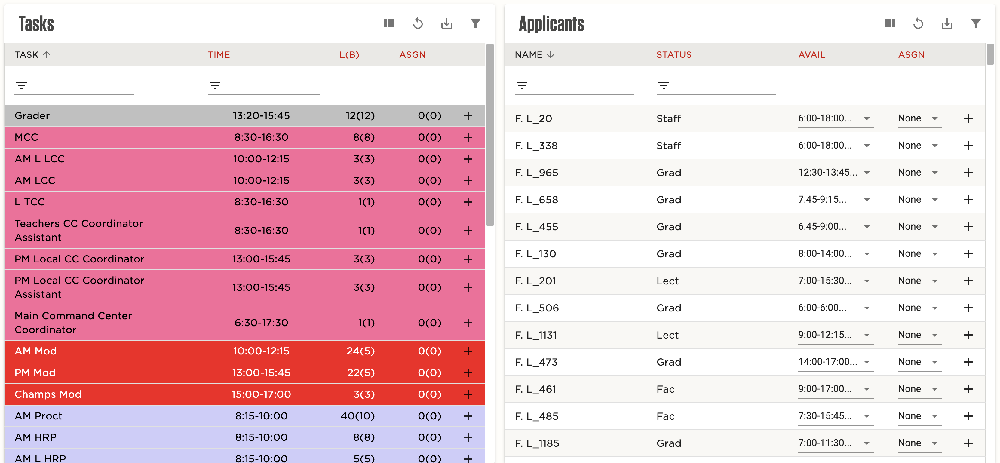 Tasks
TASK TIME L(B) ASGN
Grader 13:20-15:45 12(12) 0(0) +
MCC 8:30-16:30 8(8) 0(0) +
AM L LCC 10:00-12:15 3(3) 0(0) +
AM LCC 10:00-12:15 3(3) 0(0) +
L TCC 8:30-16:30 1(1) 0(0) +
Teachers CC Coordinator
Assistant 8:30-16:30 1(1) 0(0) +
PM Local CC Coordinator 13:00-15:45 3(3) 0(0) +
PM Local CC Coordinator
Assistant 13:00-15:45 3(3) 0(0) +
Main Command Center
Coordinator 6:30-17:30 1(1) 0(0) +
AM Mod 10:00-12:15 24(5) 0(0) +
PM Mod 13:00-15:45 22(5) 0(0) +
Champs Mod 15:00-17:00 3(3) 0(0) +
AM Proct 8:15-10:00 40(10) 0(0) +
AM HRP 8:15-10:00 8(8) 0(0) +
AM L HRP 8:15-10:00 5(5) 0(0) +
Applicants
NAME STATUS AVAIL ASGN
F. L_20 Staff 6:00-18:00... None +
F. L_338 Staff 6:00-18:00... None +
F. L_965 Grad 12:30-13:45... None +
F. L_658 Grad 7:45-9:15... None +
F. L_455 Grad 6:45-9:00... None +
F. L_130 Grad 8:00-14:00... None +
F. L_201 Lect 7:00-15:30... None +
F. L_506 Grad 6:00-6:00... None +
F. L_1131 Lect 9:00-12:15... None +
F. L_473 Grad 14:00-17:00... None +
F. L_461 Fac 9:00-17:00... None +
F. L_485 Fac 7:30-15:45... None +
F. L_1185 Grad 7:00-11:30... None +